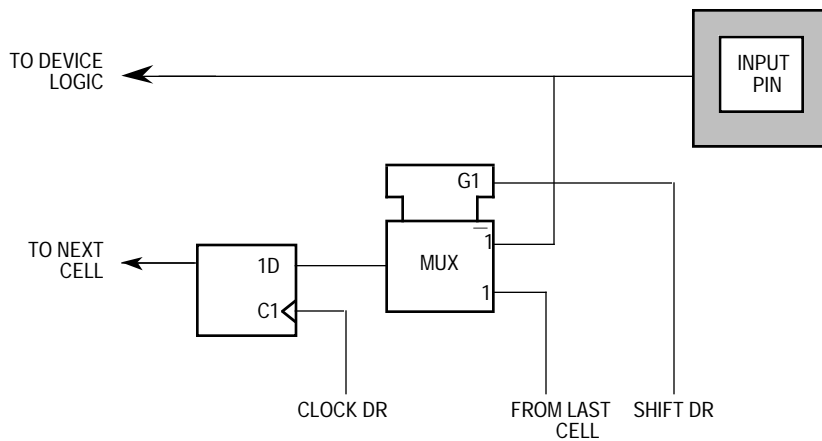 TO DEVICE
LOGIC
INPUT
PIN
G1
1̅
TO NEXT
CELL
1D
MUX
C1
1
CLOCK DR
FROM LAST
CELL
SHIFT DR